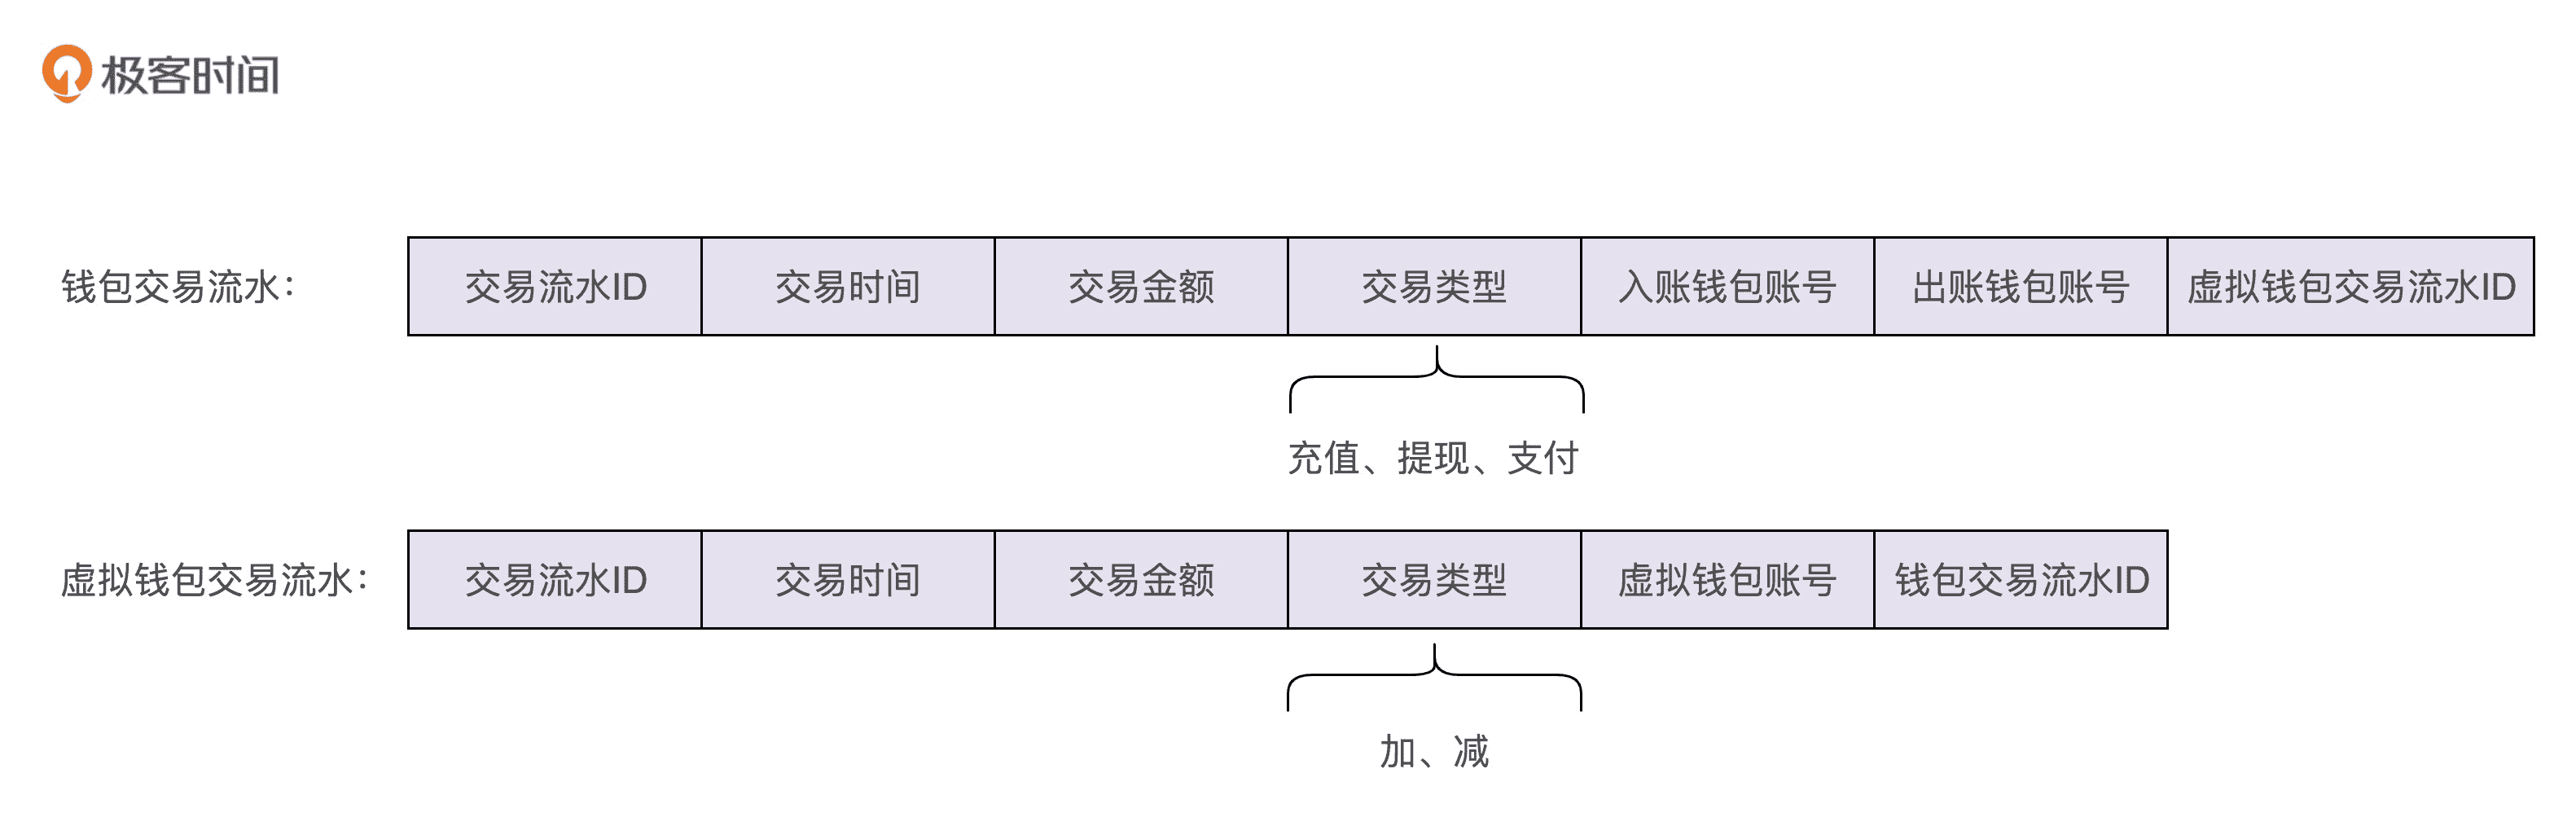 极客时间
钱包交易流水： 交易流水ID 交易时间 交易金额 交易类型 入账钱包账号 出账钱包账号 虚拟钱包交易流水ID
充值、提现、支付
虚拟钱包交易流水： 交易流水ID 交易时间 交易金额 交易类型 虚拟钱包账号 钱包交易流水ID
加、减